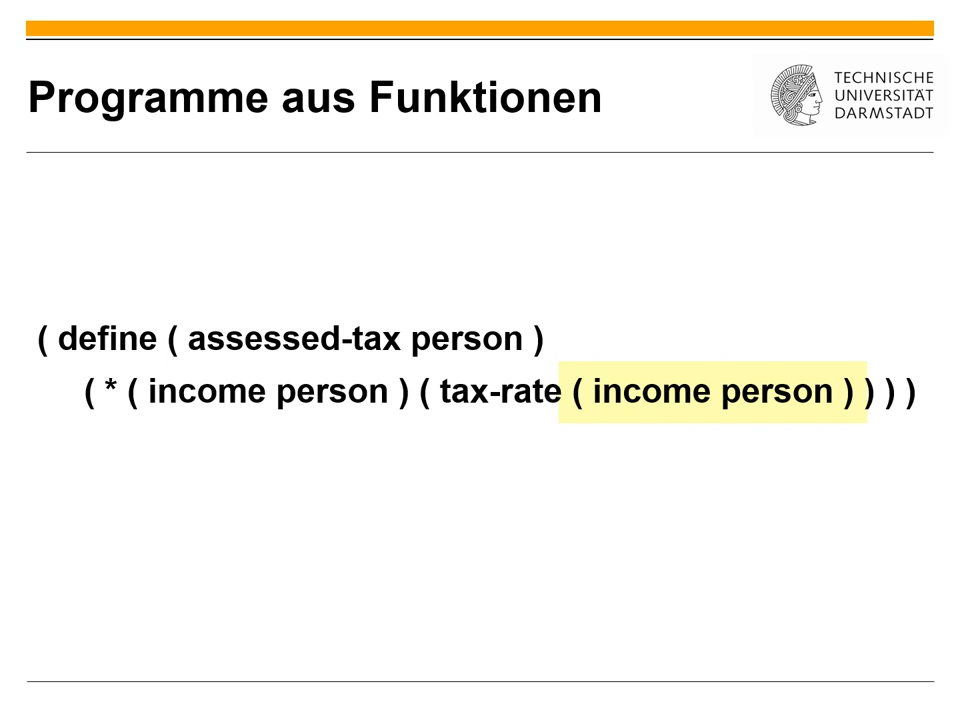 Programme aus Funktionen
TECHNISCHE
UNIVERSITÄT
DARMSTADT
( define ( assessed-tax person )
( * ( income person ) ( tax-rate ( income person ) ) ) )